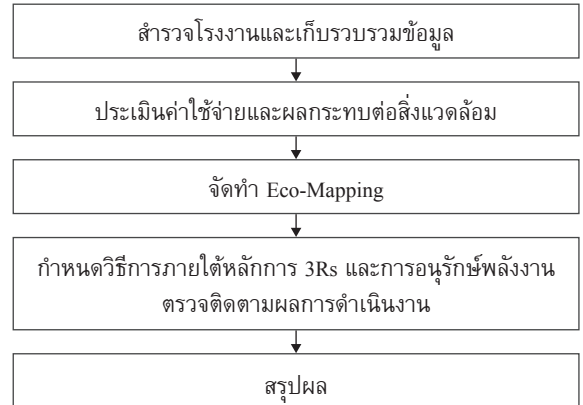 สำรวจโรงงานและเก็บรวบรวมข้อมูล
ประเมินค่าใช้จ่ายและผลกระทบต่อสิ่งแวดล้อม
จัดทำ Eco-Mapping
กำหนดวิธีการภายใต้หลักการ 3Rs และการอนุรักษ์พลังงาน
ตรวจติดตามผลการดำเนินงาน
สรุปผล